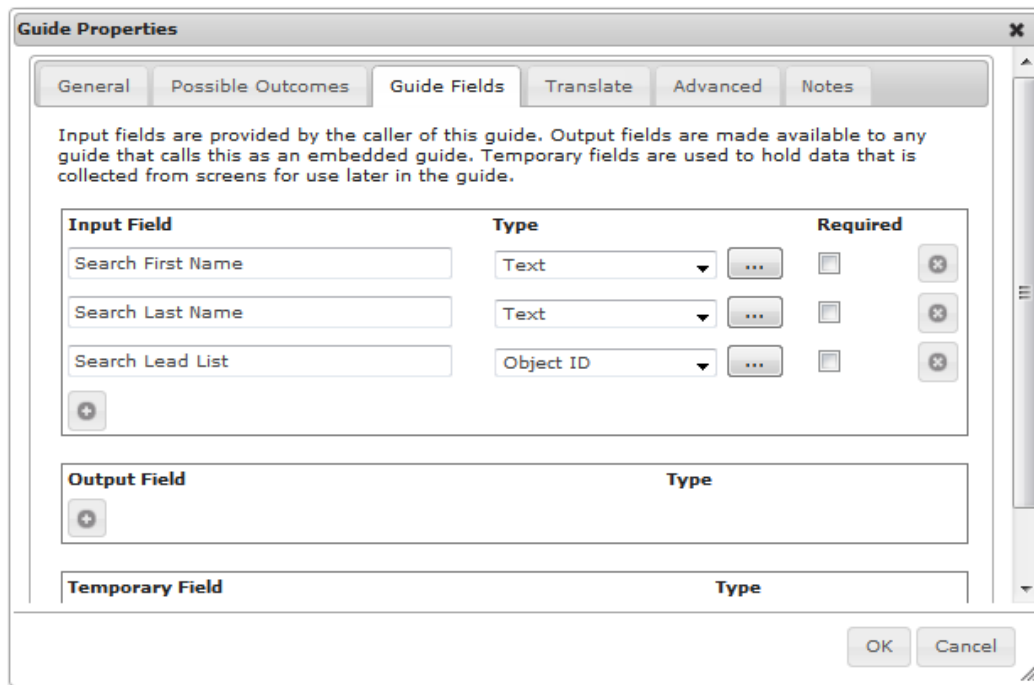 Guide Properties
General Possible Outcomes Guide Fields Translate Advanced Notes
Input fields are provided by the caller of this guide. Output fields are made available to any
guide that calls this as an embedded guide. Temporary fields are used to hold data that is
collected from screens for use later in the guide.
Input Field Type Required
Search First Name Text ...
Search Last Name Text ...
Search Lead List Object ID ...
Output Field Type
Temporary Field Type
OK Cancel